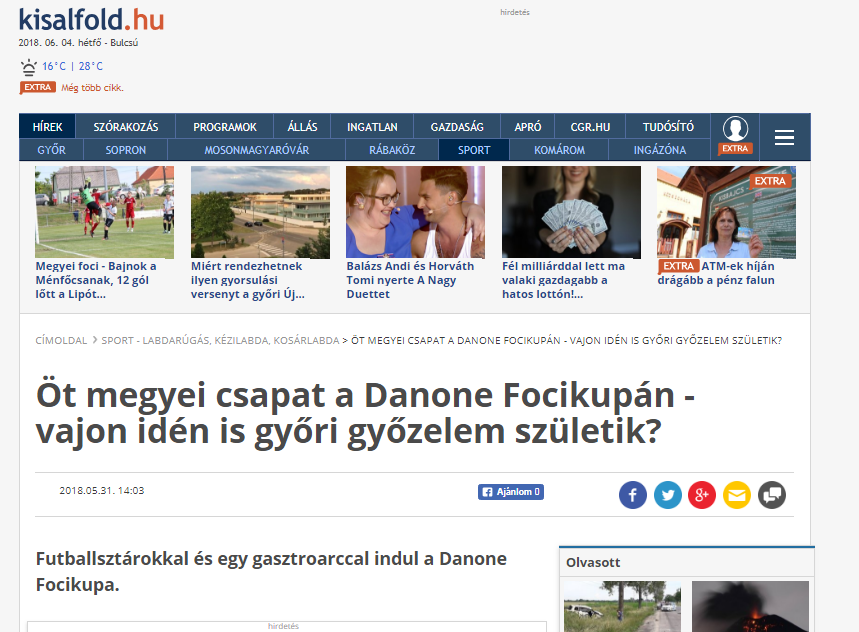 kisalfold.hu
hirdetés
2018. 06. 04. hétfő - Bulcsú
16°C | 28°C
EXTRA Még több cikk.
HÍREK SZÓRAKOZÁS PROGRAMOK ÁLLÁS INGATLAN GAZDASÁG APRÓ CGR.HU TUDÓSÍTÓ
EXTRA
GYŐR SOPRON MOSONMAGYARÓVÁR RÁBAKÖZ SPORT KOMÁROM INGÁZÓNA
Megyei foci - Bajnok a
Ménfőcsanak, 12 gól
lőtt a Lipót...
Miért rendezhetnek
ilyen gyorsulási
versenyt a győri Új...
Balázs Andi és Horváth
Tomi nyerte A Nagy
Duettet
Fél milliárddal lett ma
valaki gazdagabb a
hatos lottón!...
EXTRA
EXTRA ATM-ek híján
drágább a pénz falun
CÍMOLDAL > SPORT - LABDARÚGÁS, KÉZILABDA, KOSÁRLABDA > ÖT MEGYEI CSAPAT A DANONE FOCIKUPÁN - VAJON IDÉN IS GYŐRI GYŐZELEM SZÜLETIK?
Öt megyei csapat a Danone Focikupán -
vajon idén is győri győzelem születik?
2018.05.31. 14:03
Ajánlom 0
Futballsztárokkal és egy gasztroarccal indul a Danone
Focikupa.
hirdetés
Olvasott